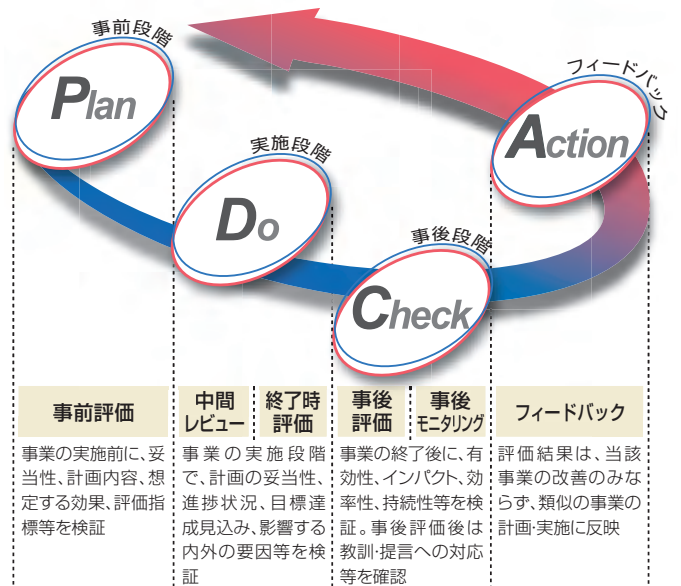 事前段階
Plan
実施段階
Do
事後段階
Check
フィードバック
Action
事前評価
事業の実施前に、妥
当性、計画内容、想
定する効果、評価指
標等を検証
中間
レビュー
終了時
評価
事業の実施段階
で、計画の妥当性、
進捗状況、目標達
成見込み、影響する
内外の要因等を検
証
事後
評価
事後
モニタリング
事業の終了後に、有
効性、インパクト、効
率性、持続性等を検
証。事後評価後は
教訓・提言への対応
等を確認
フィードバック
評価結果は、当該
事業の改善のみな
らず、類似の事業の
計画・実施に反映